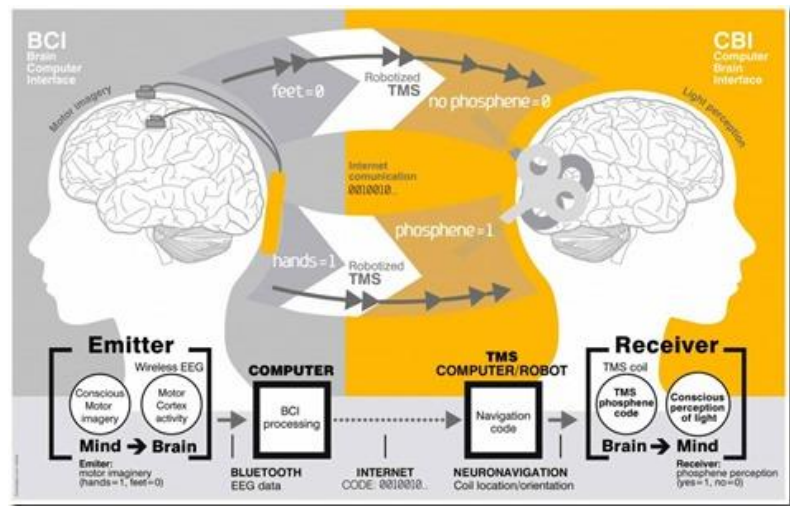 BCI
Brain
Computer
Interface
CBI
Computer
Brain
Interface
Motor imagery
Light perception
feet=0
Robotized
TMS
no phosphene=0
Internet
comunication
0010010..
hands=1
Robotized
TMS
phosphene=1
Emitter
Wireless EEG
Conscious
Motor
imagery
Motor
Cortex
activity
Mind
Brain
Emiter:
motor imaginery
(hands=1, feet=0)
COMPUTER
BCI
processing
BLUETOOTH
EEG data
INTERNET
CODE: 0010010..
TMS
COMPUTER/ROBOT
Navigation
code
NEURONAVIGATION
Coil location/orientation
Receiver
TMS coil
TMS
phosphene
code
Conscious
perception
of light
Brain
Mind
Receiver:
phosphene perception
(yes=1, no=0)